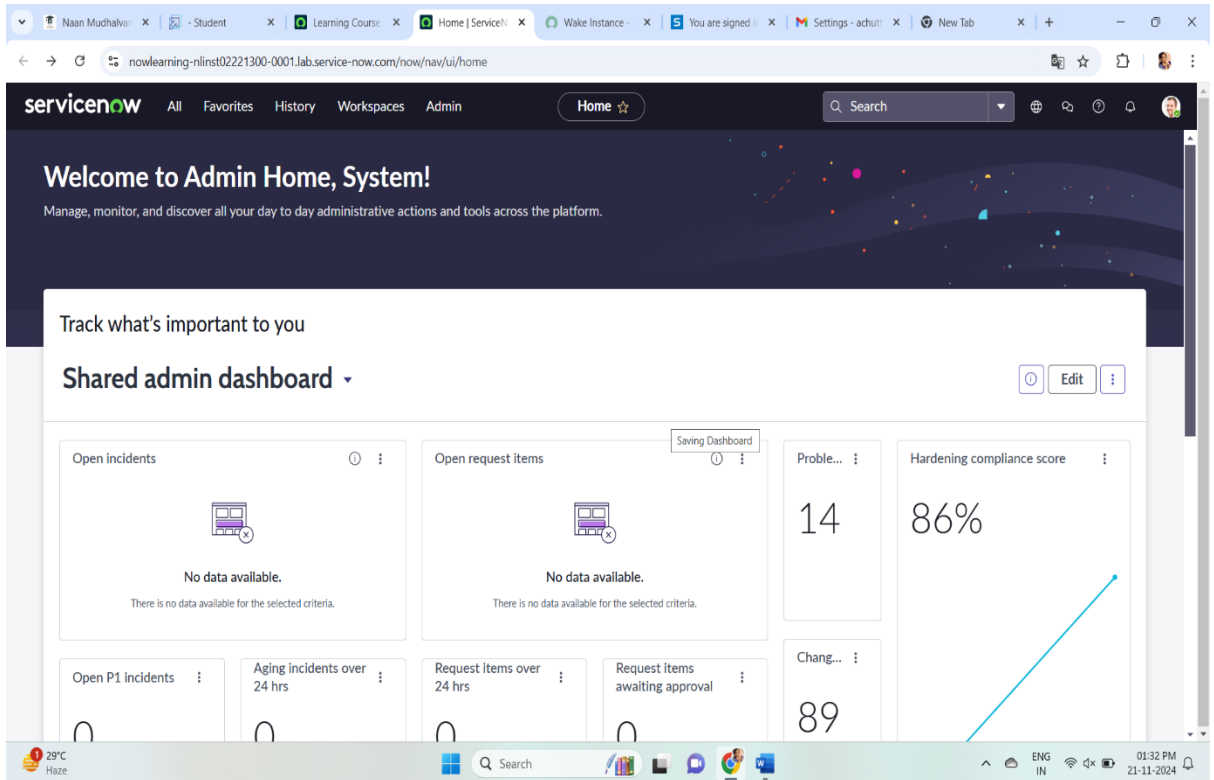 Naan Mudhalvan
- Student
Learning Course
Home | ServiceN
Wake Instance -
You are signed in
Settings - achutt
New Tab
nowlearning-nlinst02221300-0001.lab.service-now.com/now/nav/ui/home
servicenow
All
Favorites
History
Workspaces
Admin
Home
Search
Welcome to Admin Home, System!
Manage, monitor, and discover all your day to day administrative actions and tools across the platform.
Track what's important to you
Shared admin dashboard
Edit
Saving Dashboard
Open incidents
No data available.
There is no data available for the selected criteria.
Open request items
No data available.
There is no data available for the selected criteria.
Proble...
14
Hardening compliance score
86%
Open P1 incidents
0
Aging incidents over
24 hrs
0
Request items over
24 hrs
0
Request items
awaiting approval
0
Chang...
89
1
29°C
Haze
Search
ENG
IN
01:32 PM
21-11-2024